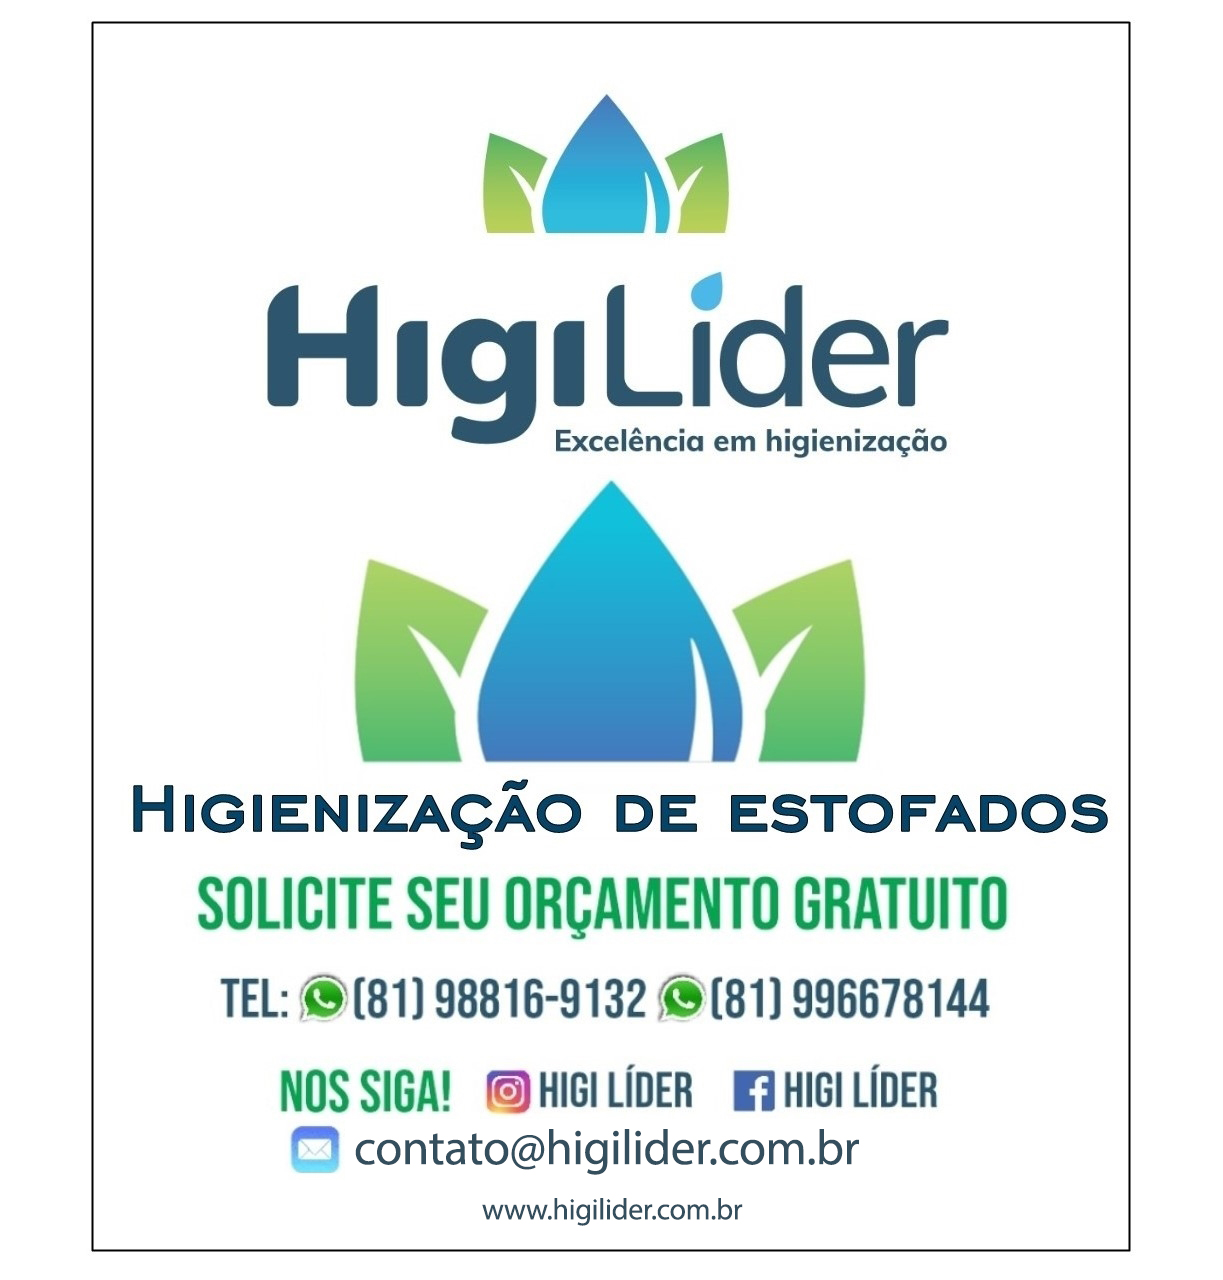 HigiLíder
Excelência em higienização
Higienização de estofados
SOLICITE SEU ORÇAMENTO GRATUITO
TEL: (81) 98816-9132 (81) 996678144
NOS SIGA! HIGI LÍDER HIGI LÍDER
contato@higilider.com.br
www.higilider.com.br